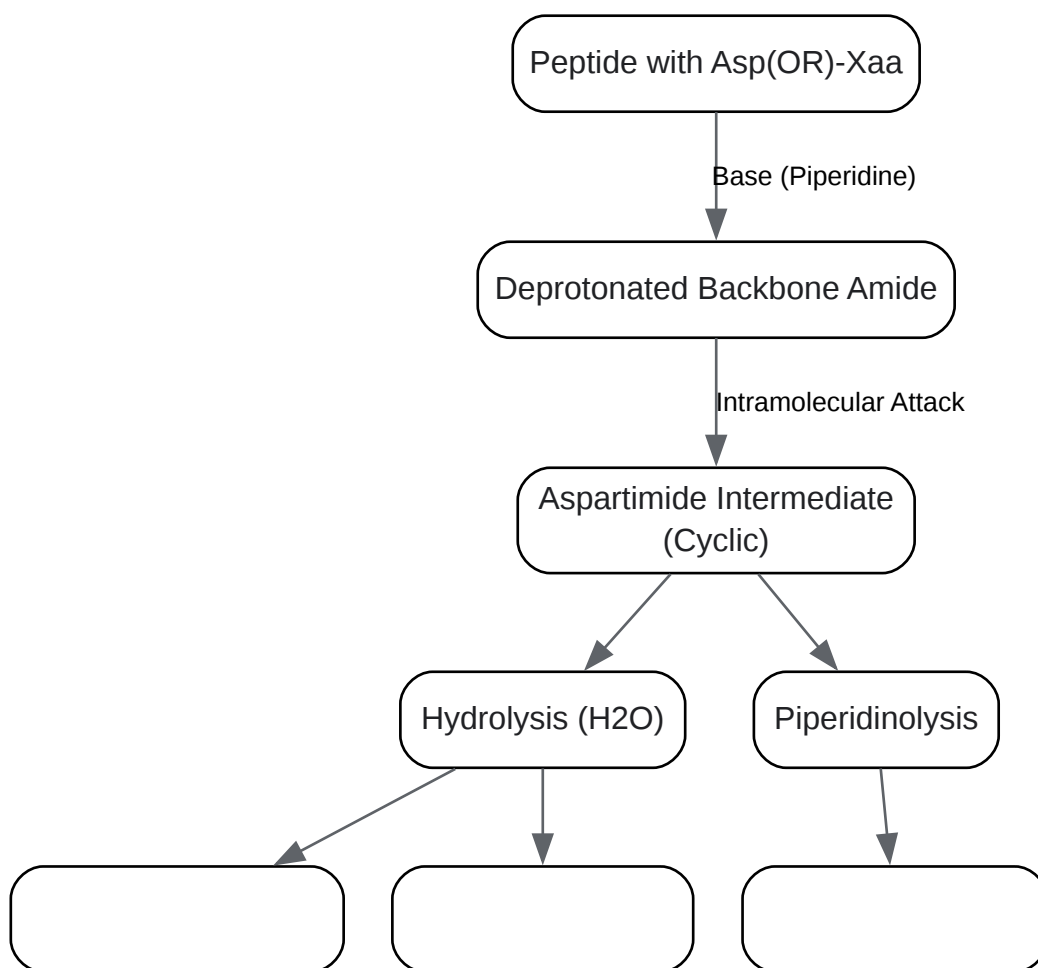 Peptide with Asp(OR)-Xaa
Base (Piperidine)
Deprotonated Backbone Amide
Intramolecular Attack
Aspartimide Intermediate
(Cyclic)
Hydrolysis (H2O)
Piperidinolysis